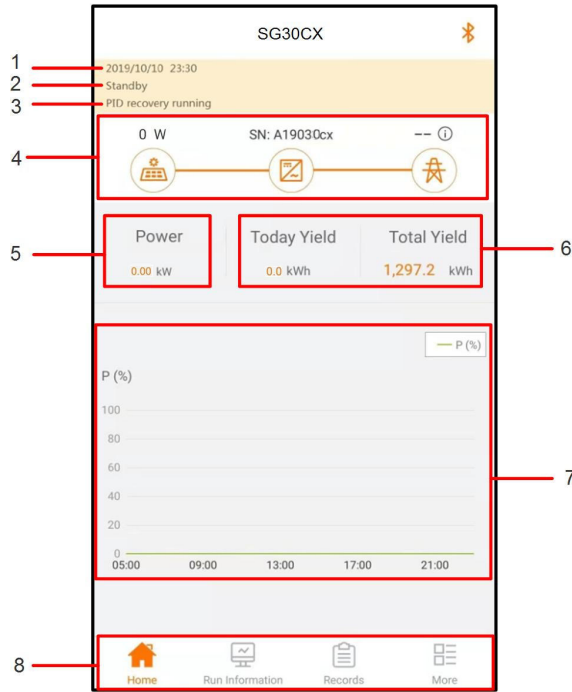 SG30CX
1 2019/10/10 23:30
2 Standby
3 PID recovery running
4 0 W SN: A19030cx -- 
5 Power Today Yield Total Yield 6
0.00 kW 0.0 kWh 1,297.2 kWh
P (%)
P (%)
100
80
60
7
40
20
0
05:00 09:00 13:00 17:00 21:00
8 Home Run Information Records More